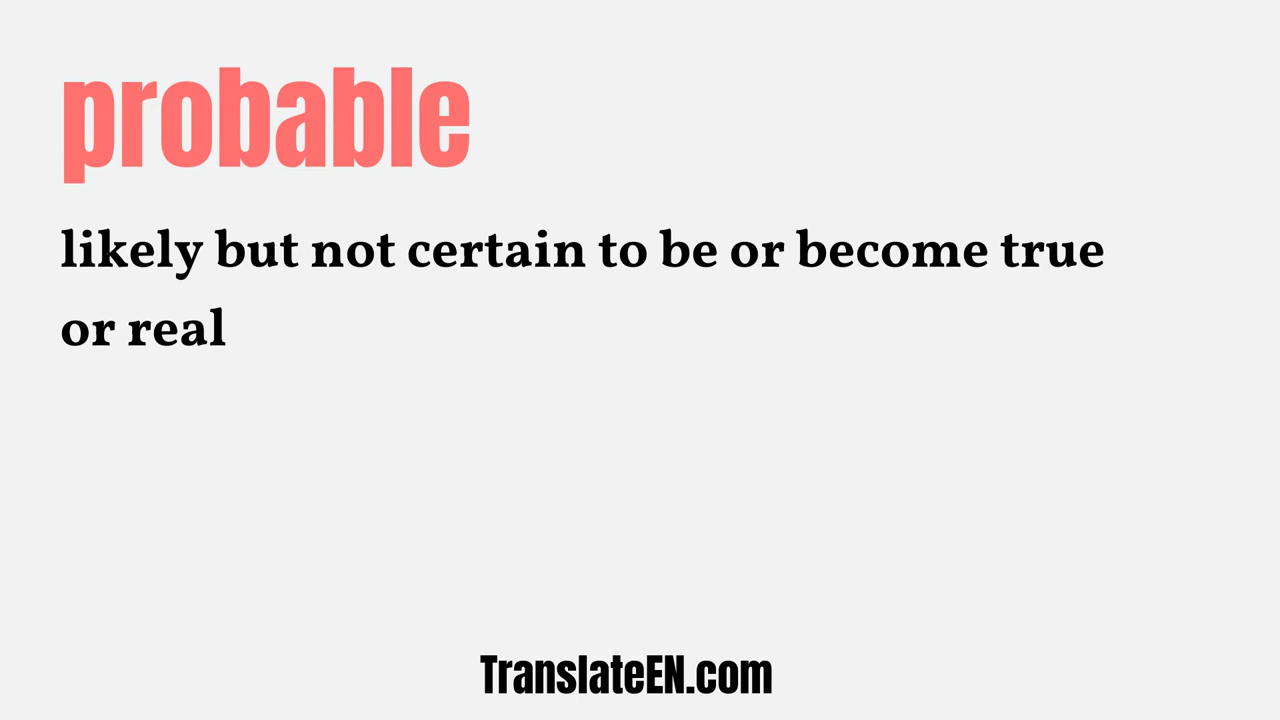 probable
likely but not certain to be or become true
or real
TranslateEN.com